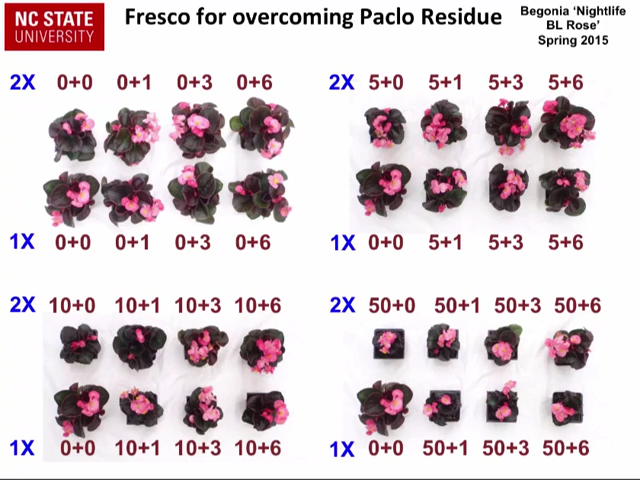 NC STATE
UNIVERSITY
Fresco for overcoming Paclo Residue
Begonia ‘Nightlife
BL Rose’
Spring 2015
2X 0+0 0+1 0+3 0+6
1X 0+0 0+1 0+3 0+6
2X 5+0 5+1 5+3 5+6
1X 0+0 5+1 5+3 5+6
2X 10+0 10+1 10+3 10+6
1X 0+0 10+1 10+3 10+6
2X 50+0 50+1 50+3 50+6
1X 0+0 50+1 50+3 50+6